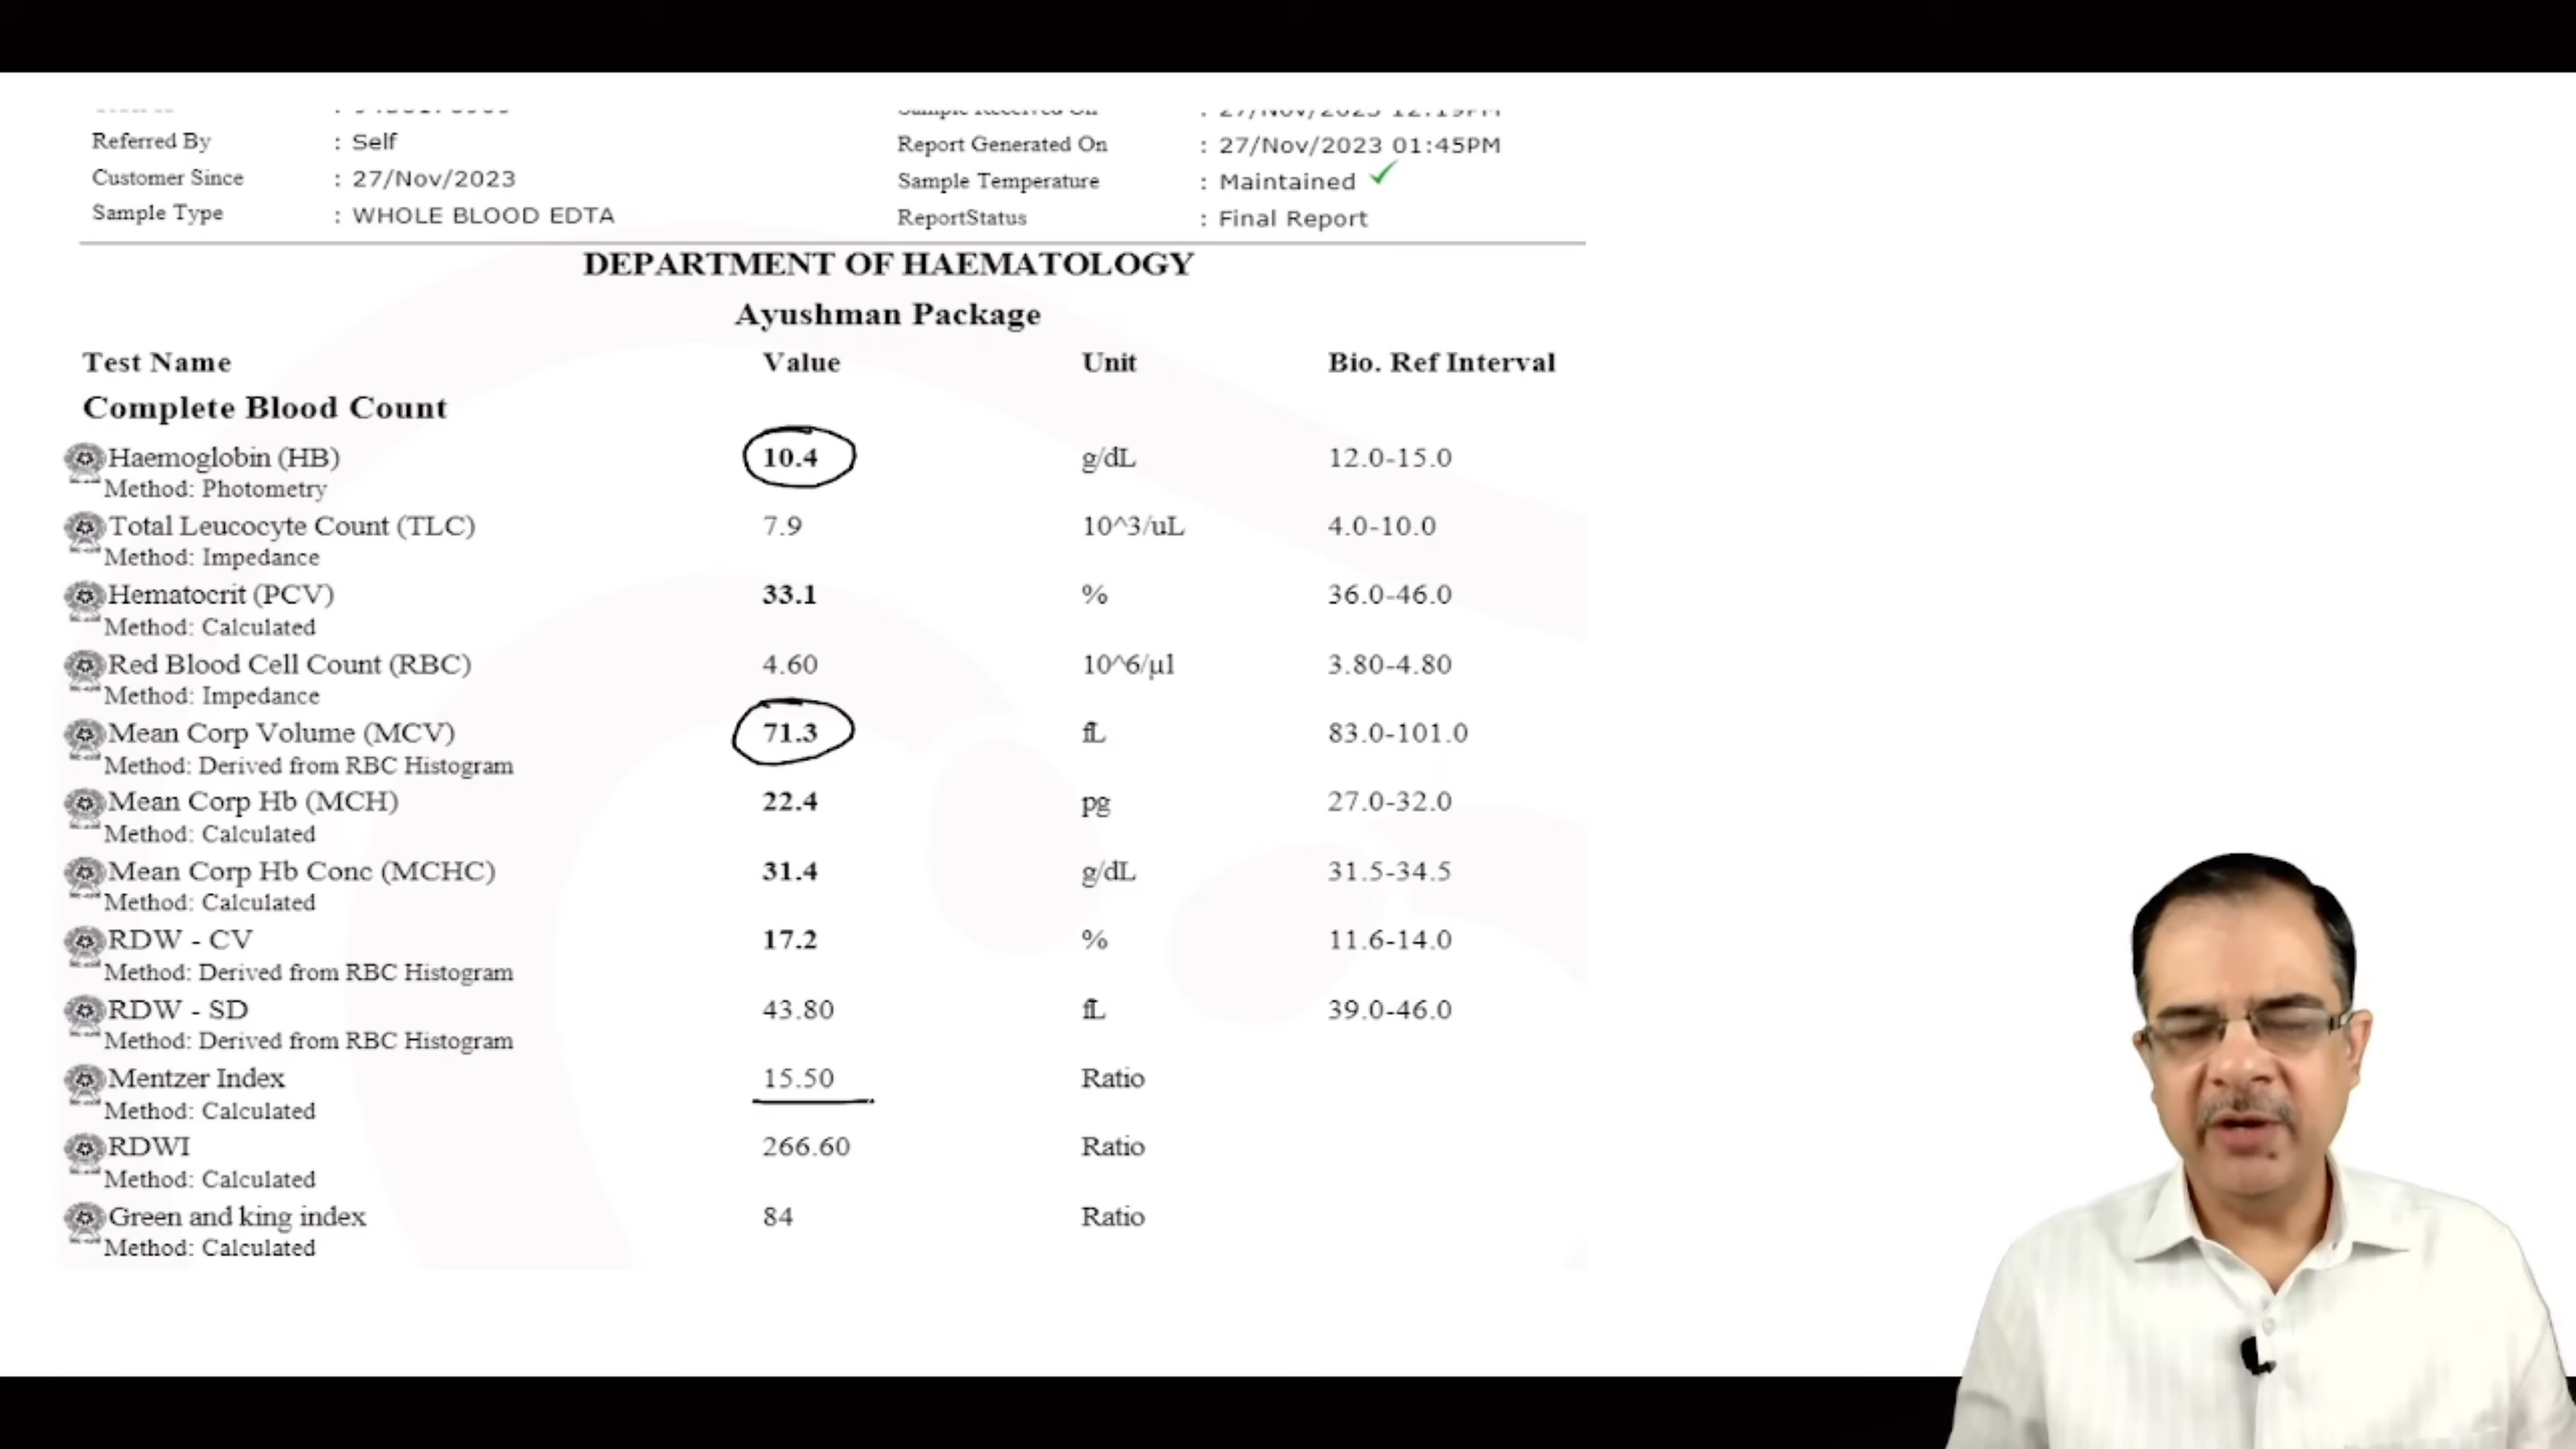 Referred By : Self Report Generated On : 27/Nov/2023 01:45PM
Customer Since : 27/Nov/2023 Sample Temperature : Maintained ✓
Sample Type : WHOLE BLOOD EDTA ReportStatus : Final Report
DEPARTMENT OF HAEMATOLOGY
Ayushman Package
Test Name Value Unit Bio. Ref Interval
Complete Blood Count
Haemoglobin (HB) 10.4 g/dL 12.0-15.0
Method: Photometry
Total Leucocyte Count (TLC) 7.9 10^3/uL 4.0-10.0
Method: Impedance
Hematocrit (PCV) 33.1 % 36.0-46.0
Method: Calculated
Red Blood Cell Count (RBC) 4.60 10^6/µl 3.80-4.80
Method: Impedance
Mean Corp Volume (MCV) 71.3 fL 83.0-101.0
Method: Derived from RBC Histogram
Mean Corp Hb (MCH) 22.4 pg 27.0-32.0
Method: Calculated
Mean Corp Hb Conc (MCHC) 31.4 g/dL 31.5-34.5
Method: Calculated
RDW - CV 17.2 % 11.6-14.0
Method: Derived from RBC Histogram
RDW - SD 43.80 fL 39.0-46.0
Method: Derived from RBC Histogram
Mentzer Index 15.50 Ratio
Method: Calculated
RDWI 266.60 Ratio
Method: Calculated
Green and king index 84 Ratio
Method: Calculated